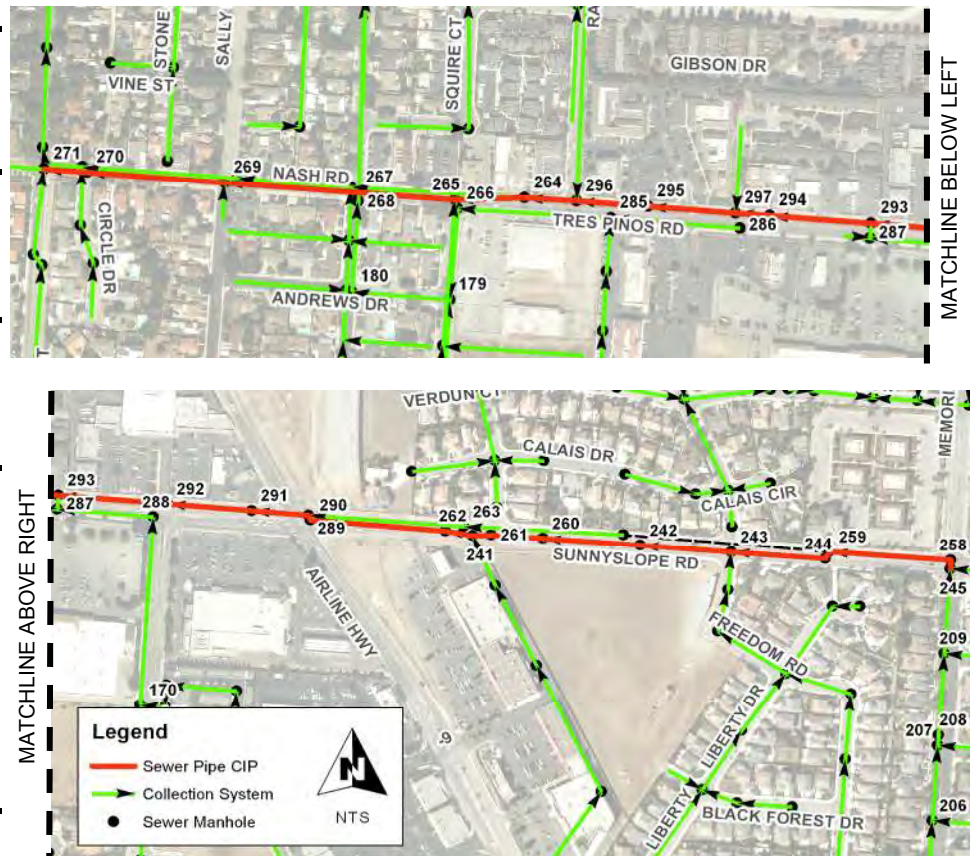 STONE
SALLY
SQUIRE CT
RA
GIBSON DR
VINE ST
MATCHLINE BELOW LEFT
271
270
269
NASH RD
267
268
265
266
264
296
285
295
297
294
293
TRES PINOS RD
286
287
CIRCLE DR
180
179
ANDREWS DR
T
VERDUN CT
MEMORI
CALAIS DR
CALAIS CIR
MATCHLINE ABOVE RIGHT
293
287
288
292
291
290
289
262
263
241
261
260
242
243
244
259
258
245
SUNNYSLOPE RD
AIRLINE HWY
FREEDOM RD
209
208
207
206
LIBERTY DR
LIBERTY
BLACK FOREST DR
170
-9
Legend
Sewer Pipe CIP
Collection System
Sewer Manhole
N
NTS